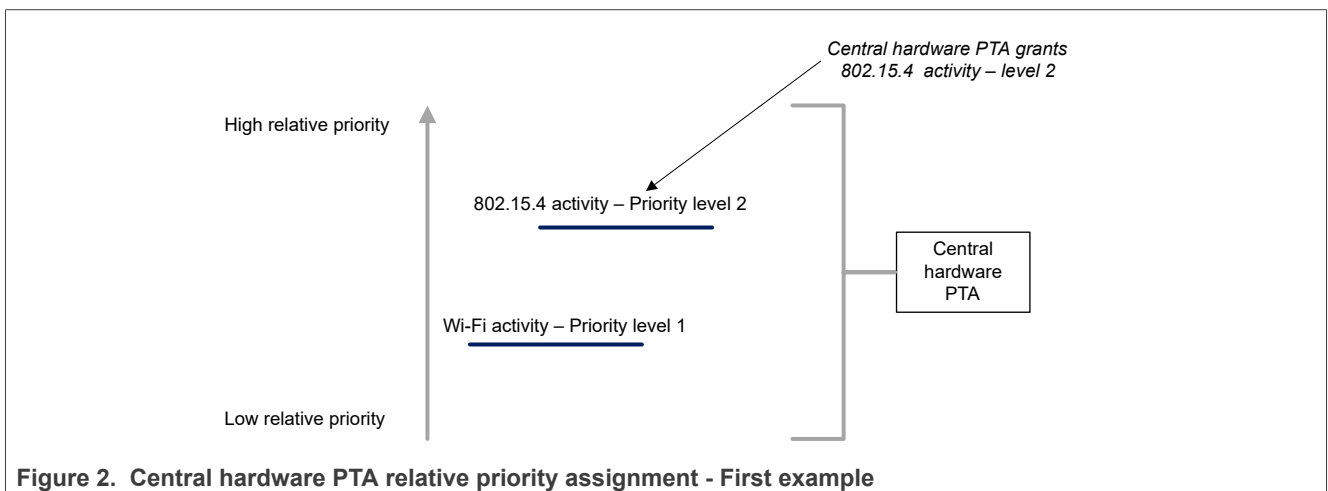 Central hardware PTA grants
802.15.4 activity – level 2
High relative priority
802.15.4 activity – Priority level 2
Central
hardware
PTA
Wi-Fi activity – Priority level 1
Low relative priority
Figure 2. Central hardware PTA relative priority assignment - First example